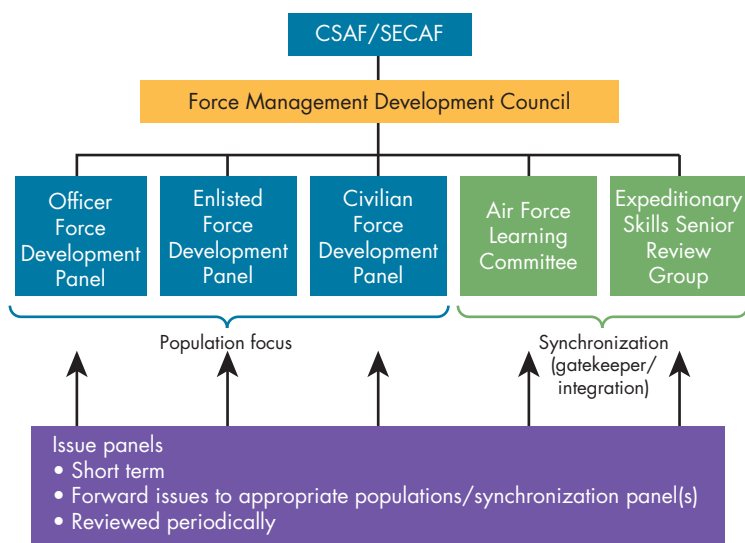 CSAF/SECAF
Force Management Development Council
Officer
Force
Development
Panel
Enlisted
Force
Development
Panel
Civilian
Force
Development
Panel
Air Force
Learning
Committee
Expeditionary
Skills Senior
Review
Group
Population focus
Synchronization
(gatekeeper/
integration)
Issue panels
• Short term
• Forward issues to appropriate populations/synchronization panel(s)
• Reviewed periodically